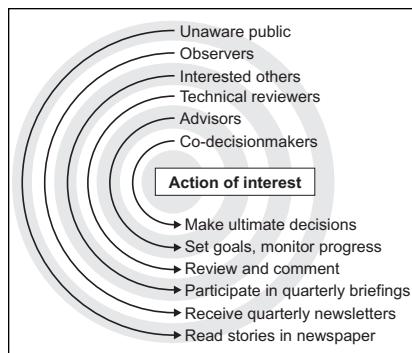 Unaware public
Observers
Interested others
Technical reviewers
Advisors
Co-decisionmakers
Action of interest
Make ultimate decisions
Set goals, monitor progress
Review and comment
Participate in quarterly briefings
Receive quarterly newsletters
Read stories in newspaper